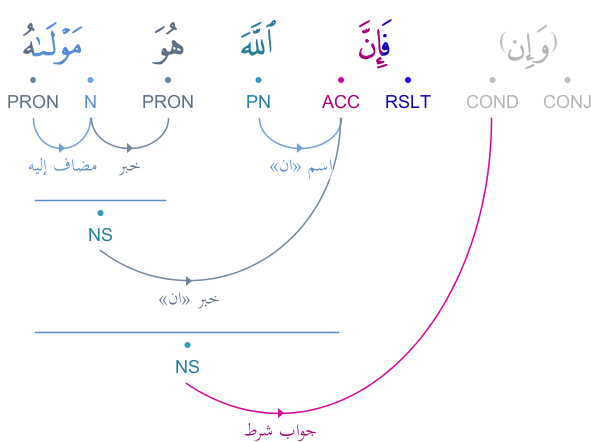 (وَإِن) فَإِنَّ ٱللَّهَ هُوَ مَوْلَىٰهُ
CONJ COND RSLT ACC PN PRON N PRON
اسم «ان» خبر مضاف إليه
NS
خبر «ان»
NS
جواب شرط